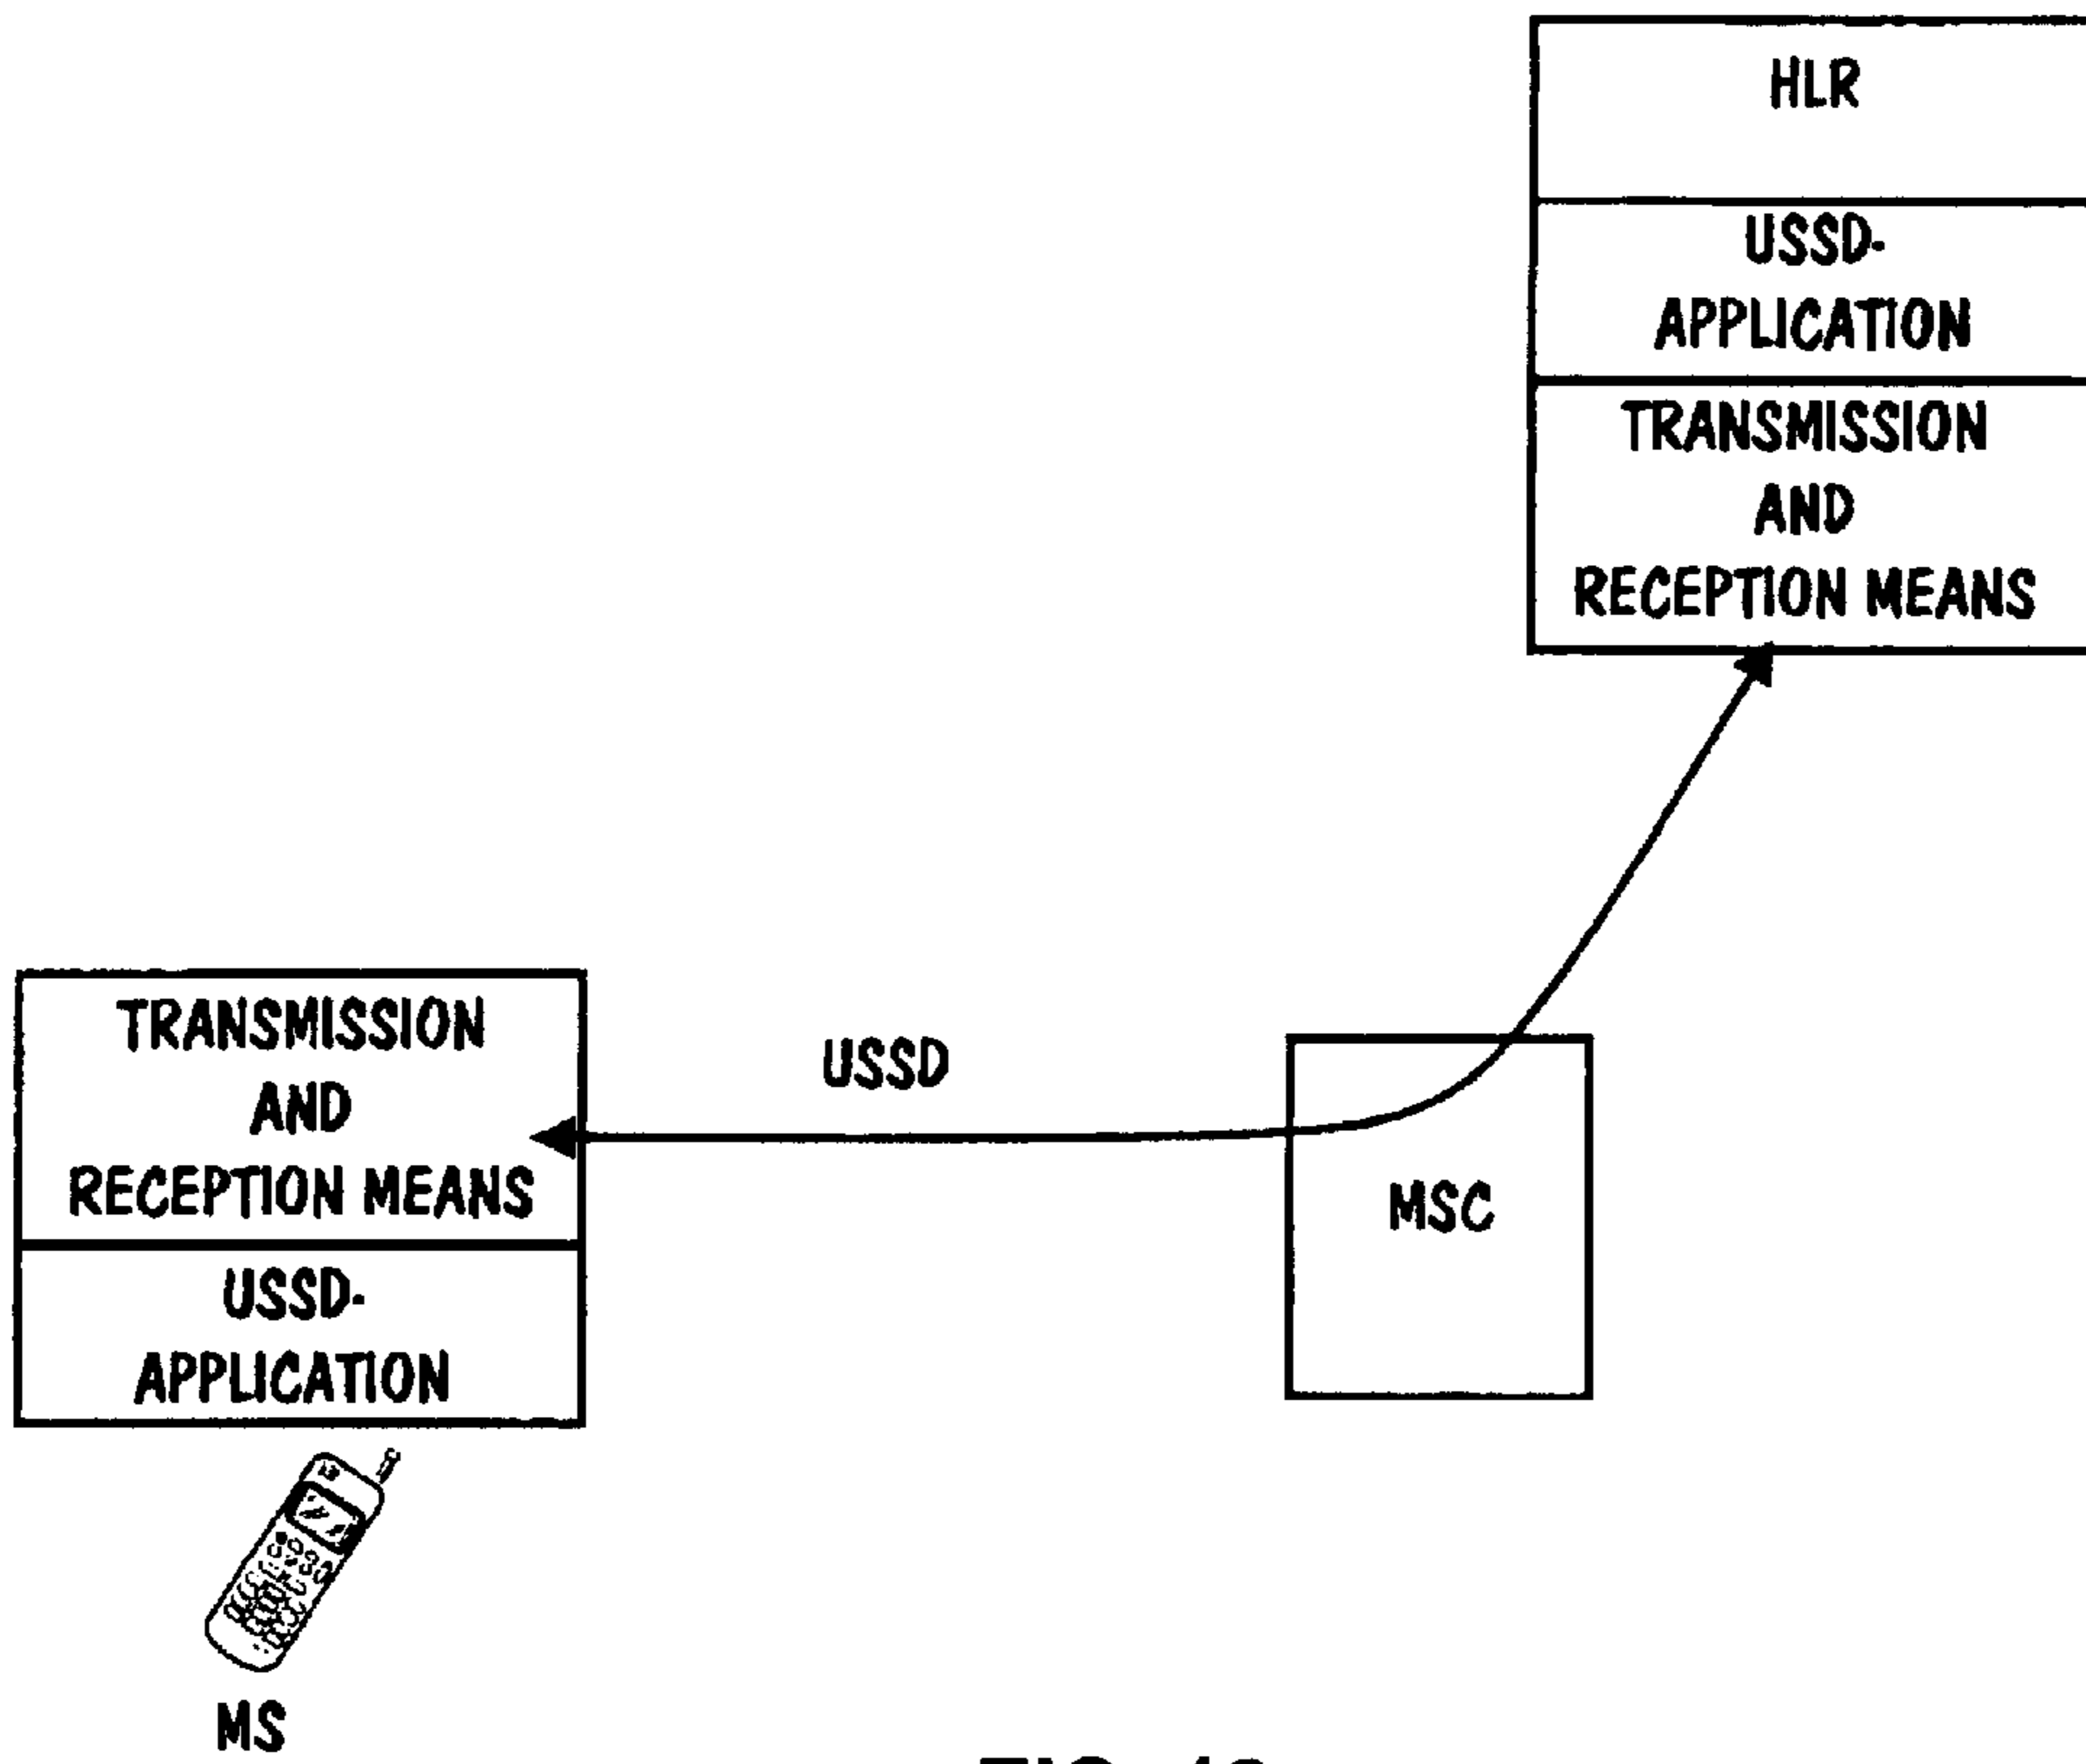 HLR
USSD-
APPLICATION
TRANSMISSION
AND
RECEPTION MEANS
TRANSMISSION
AND
RECEPTION MEANS
USSD
MSC
USSD-
APPLICATION
MS